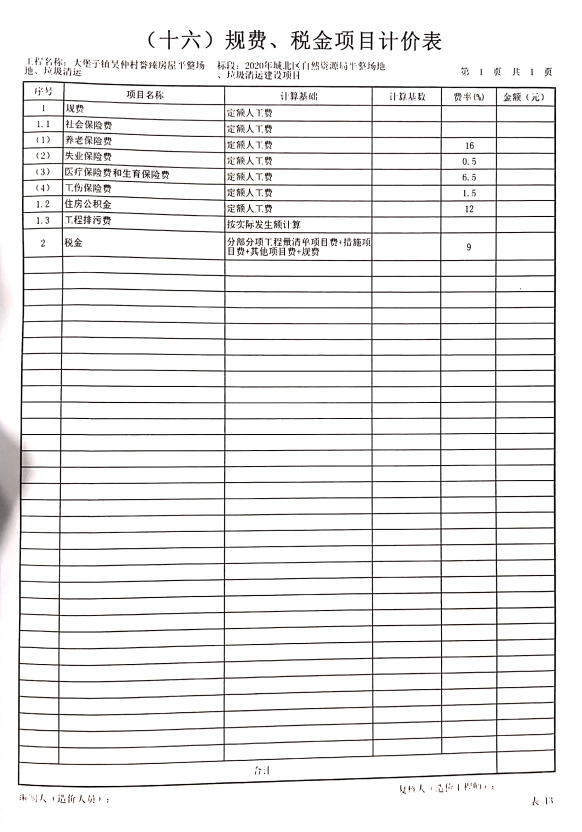 （十六）规费、税金项目计价表
工程名称：大堡子镇吴仲村誉臻房屋平整场 标段：2020年城北区自然资源局平整场地 第 1 页 共 1 页
地、垃圾清运 、垃圾清运建设项目
序号 项目名称 计算基础 计算基数 费率(%) 金额（元）
1 规费 定额人工费
1.1 社会保险费 定额人工费
（1） 养老保险费 定额人工费 16
（2） 失业保险费 定额人工费 0.5
（3） 医疗保险费和生育保险费 定额人工费 6.5
（4） 工伤保险费 定额人工费 1.5
1.2 住房公积金 定额人工费 12
1.3 工程排污费 按实际发生额计算
2 税金 分部分项工程量清单项目费+措施项 9
目费+其他项目费+规费
合计
编制人（造价人员）： 复核人（造价工程师）：
表 13